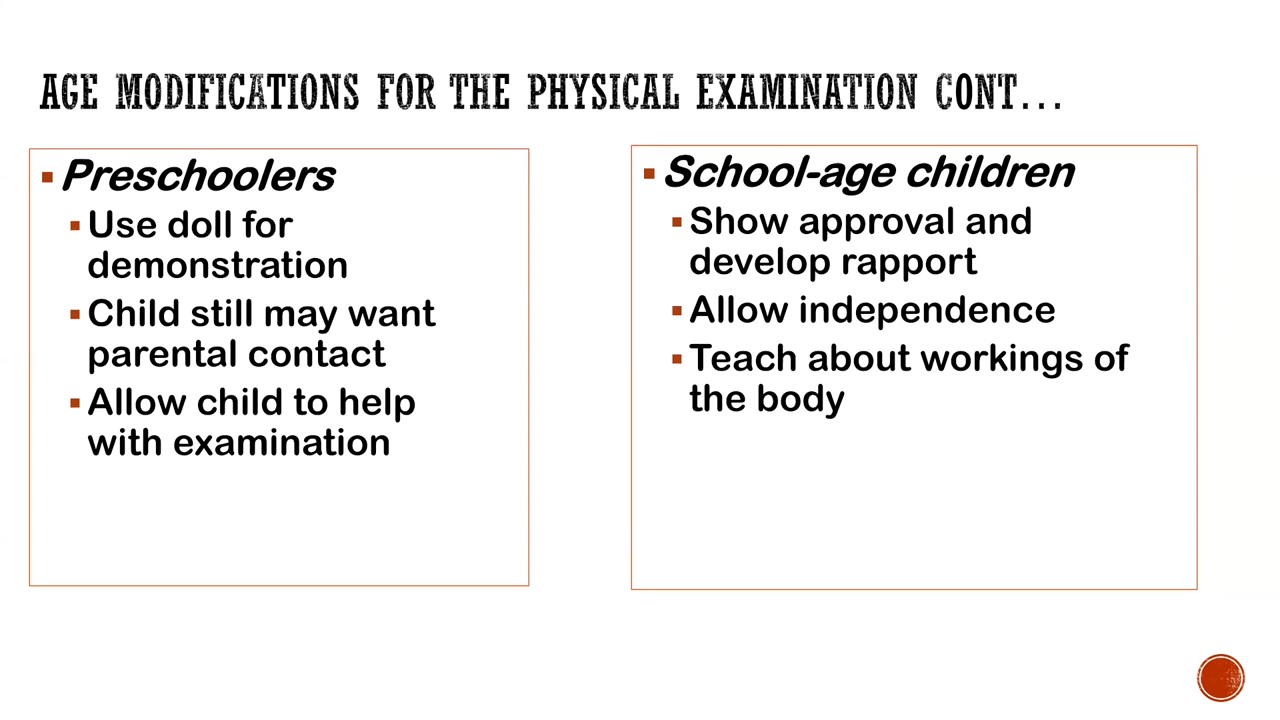 AGE MODIFICATIONS FOR THE PHYSICAL EXAMINATION CONT…
▪Preschoolers
▪Use doll for
demonstration
▪Child still may want
parental contact
▪Allow child to help
with examination
▪School-age children
▪Show approval and
develop rapport
▪Allow independence
▪Teach about workings of
the body